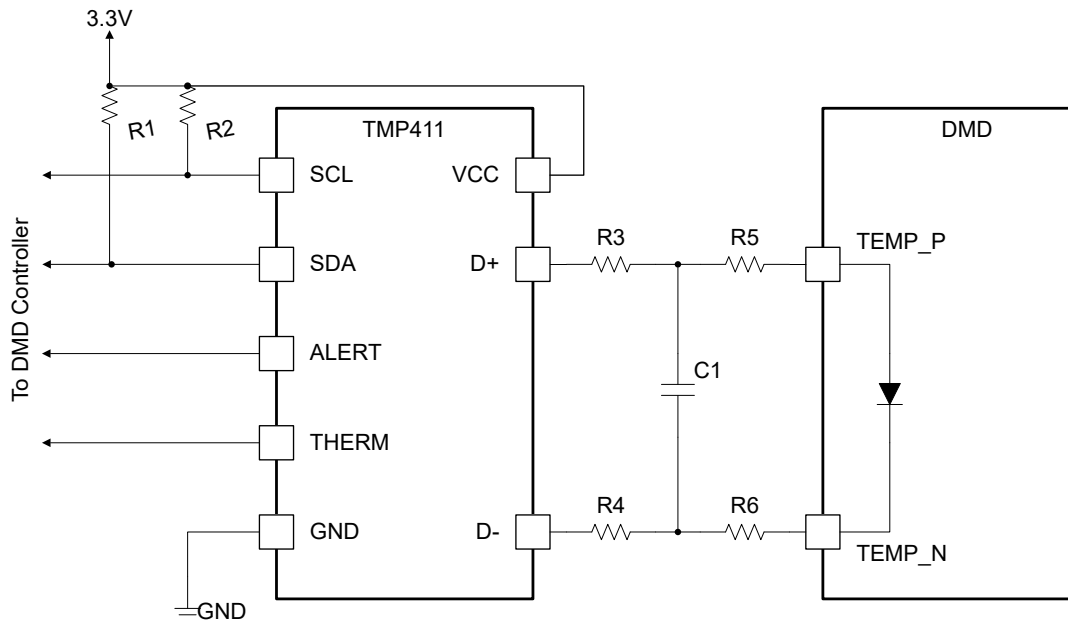 3.3V
R1
R2
TMP411
DMD
SCL
VCC
TEMP_P
R3
R5
SDA
D+
To DMD Controller
ALERT
C1
THERM
R4
R6
GND
D-
TEMP_N
GND